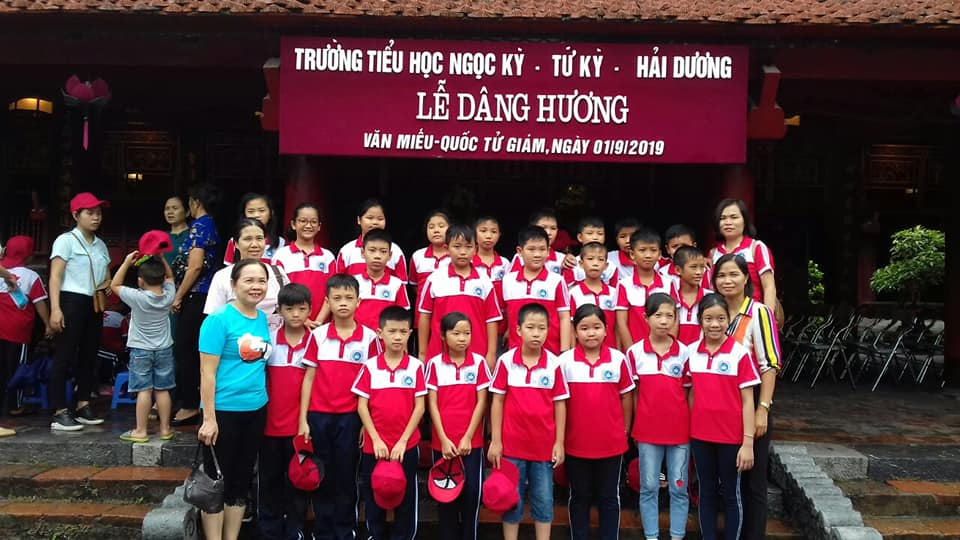 TRƯỜNG TIỂU HỌC NGỌC KỲ - TỨ KỲ - HẢI DƯƠNG
LỄ DÂNG HƯƠNG
VĂN MIẾU-QUỐC TỬ GIÁM, NGÀY 01/9/2019